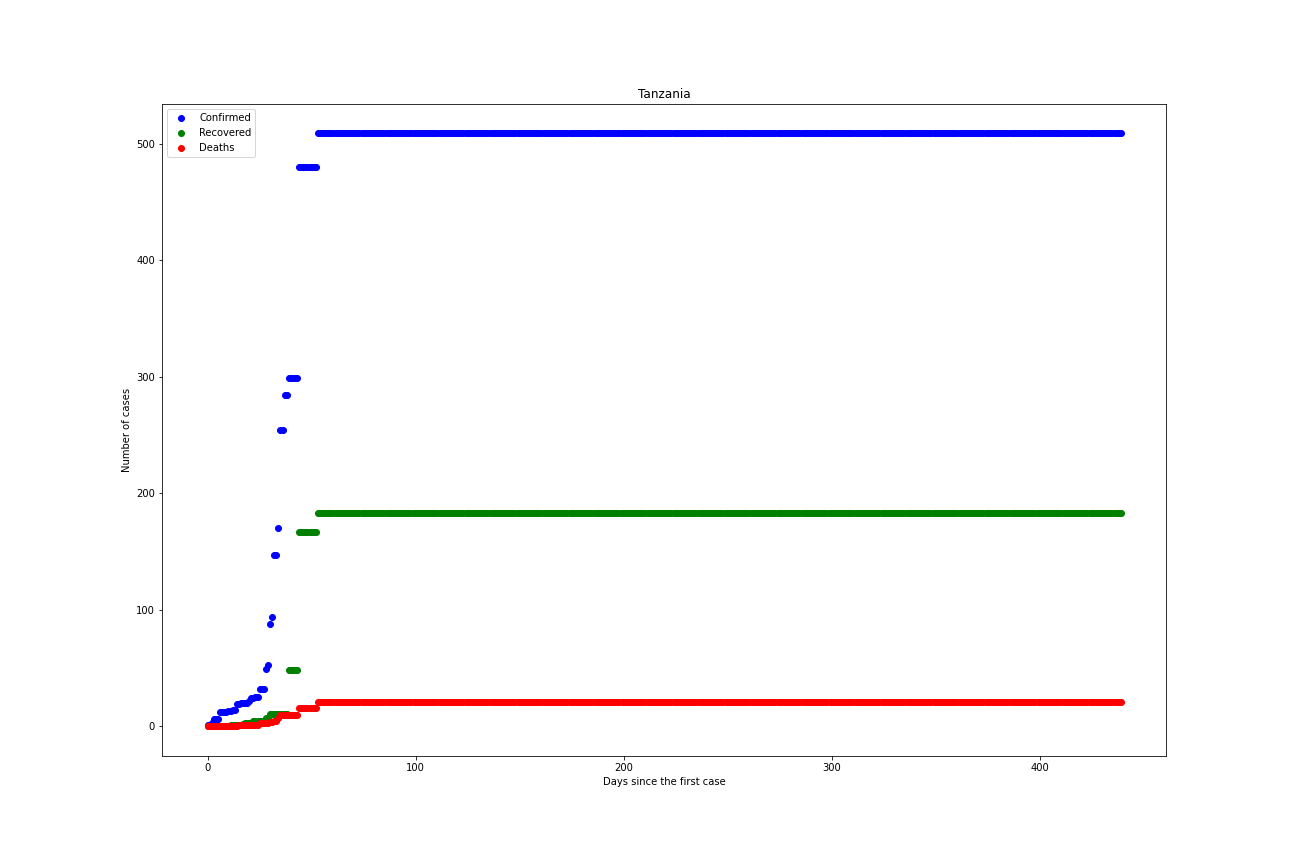 Tanzania
Confirmed
Recovered
Deaths
500
400
300
200
100
0
Number of cases
0 100 200 300 400
Days since the first case